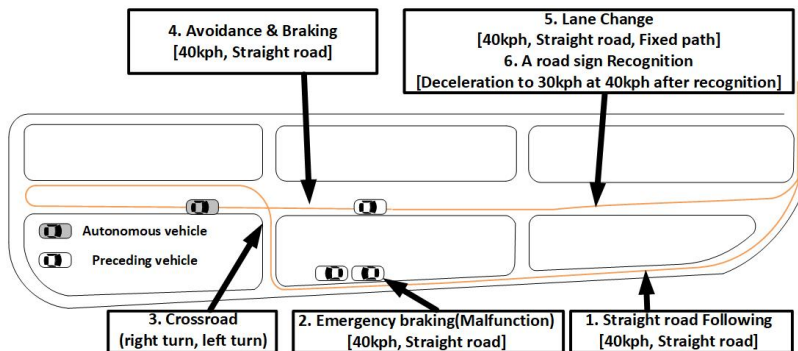 4. Avoidance & Braking
[40kph, Straight road]
5. Lane Change
[40kph, Straight road, Fixed path]
6. A road sign Recognition
[Deceleration to 30kph at 40kph after recognition]
Autonomous vehicle
Preceding vehicle
3. Crossroad
(right turn, left turn)
2. Emergency braking(Malfunction)
[40kph, Straight road]
1. Straight road Following
[40kph, Straight road]